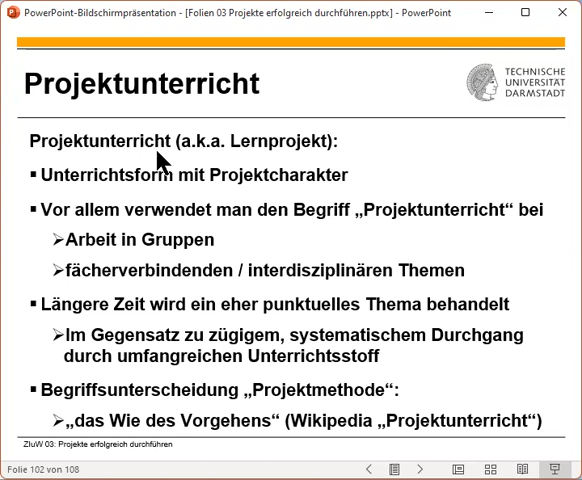 PowerPoint-Bildschirmpräsentation - [Folien 03 Projekte erfolgreich durchführen.pptx] - PowerPoint
Projektunterricht
TECHNISCHE
UNIVERSITÄT
DARMSTADT
Projektunterricht (a.k.a. Lernprojekt):
▪ Unterrichtsform mit Projektcharakter
▪ Vor allem verwendet man den Begriff „Projektunterricht“ bei
➢Arbeit in Gruppen
➢fächerverbindenden / interdisziplinären Themen
▪ Längere Zeit wird ein eher punktuelles Thema behandelt
➢Im Gegensatz zu zügigem, systematischem Durchgang
durch umfangreichen Unterrichtsstoff
▪ Begriffsunterscheidung „Projektmethode“:
➢„das Wie des Vorgehens“ (Wikipedia „Projektunterricht“)
ZIuW 03: Projekte erfolgreich durchführen
Folie 102 von 108